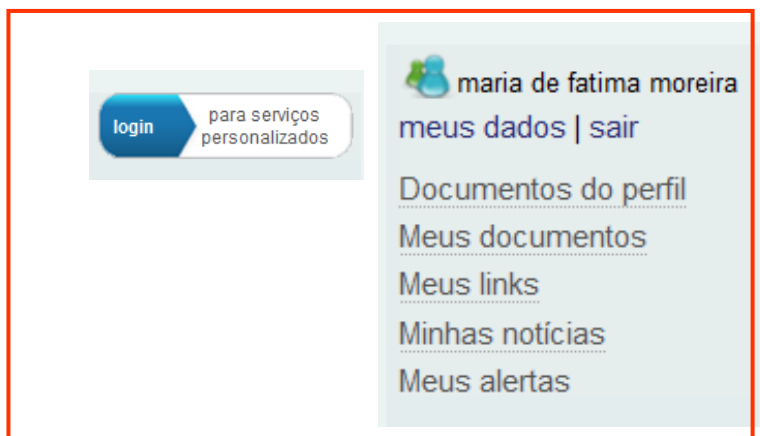 login
para serviços
personalizados
maria de fatima moreira
meus dados | sair
Documentos do perfil
Meus documentos
Meus links
Minhas notícias
Meus alertas